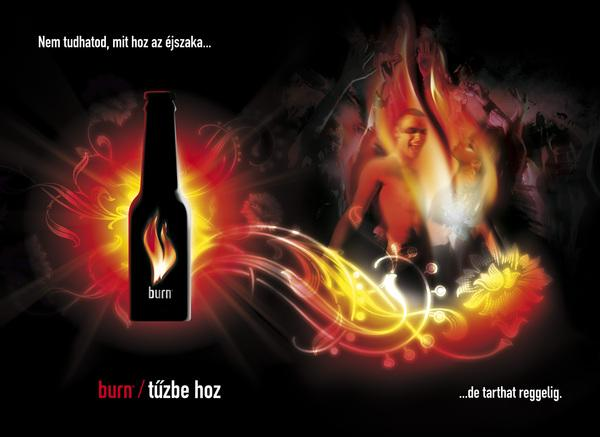 Nem tudhatod, mit hoz az éjszaka...
burn
burn / tűzbe hoz
...de tarthat reggelig.